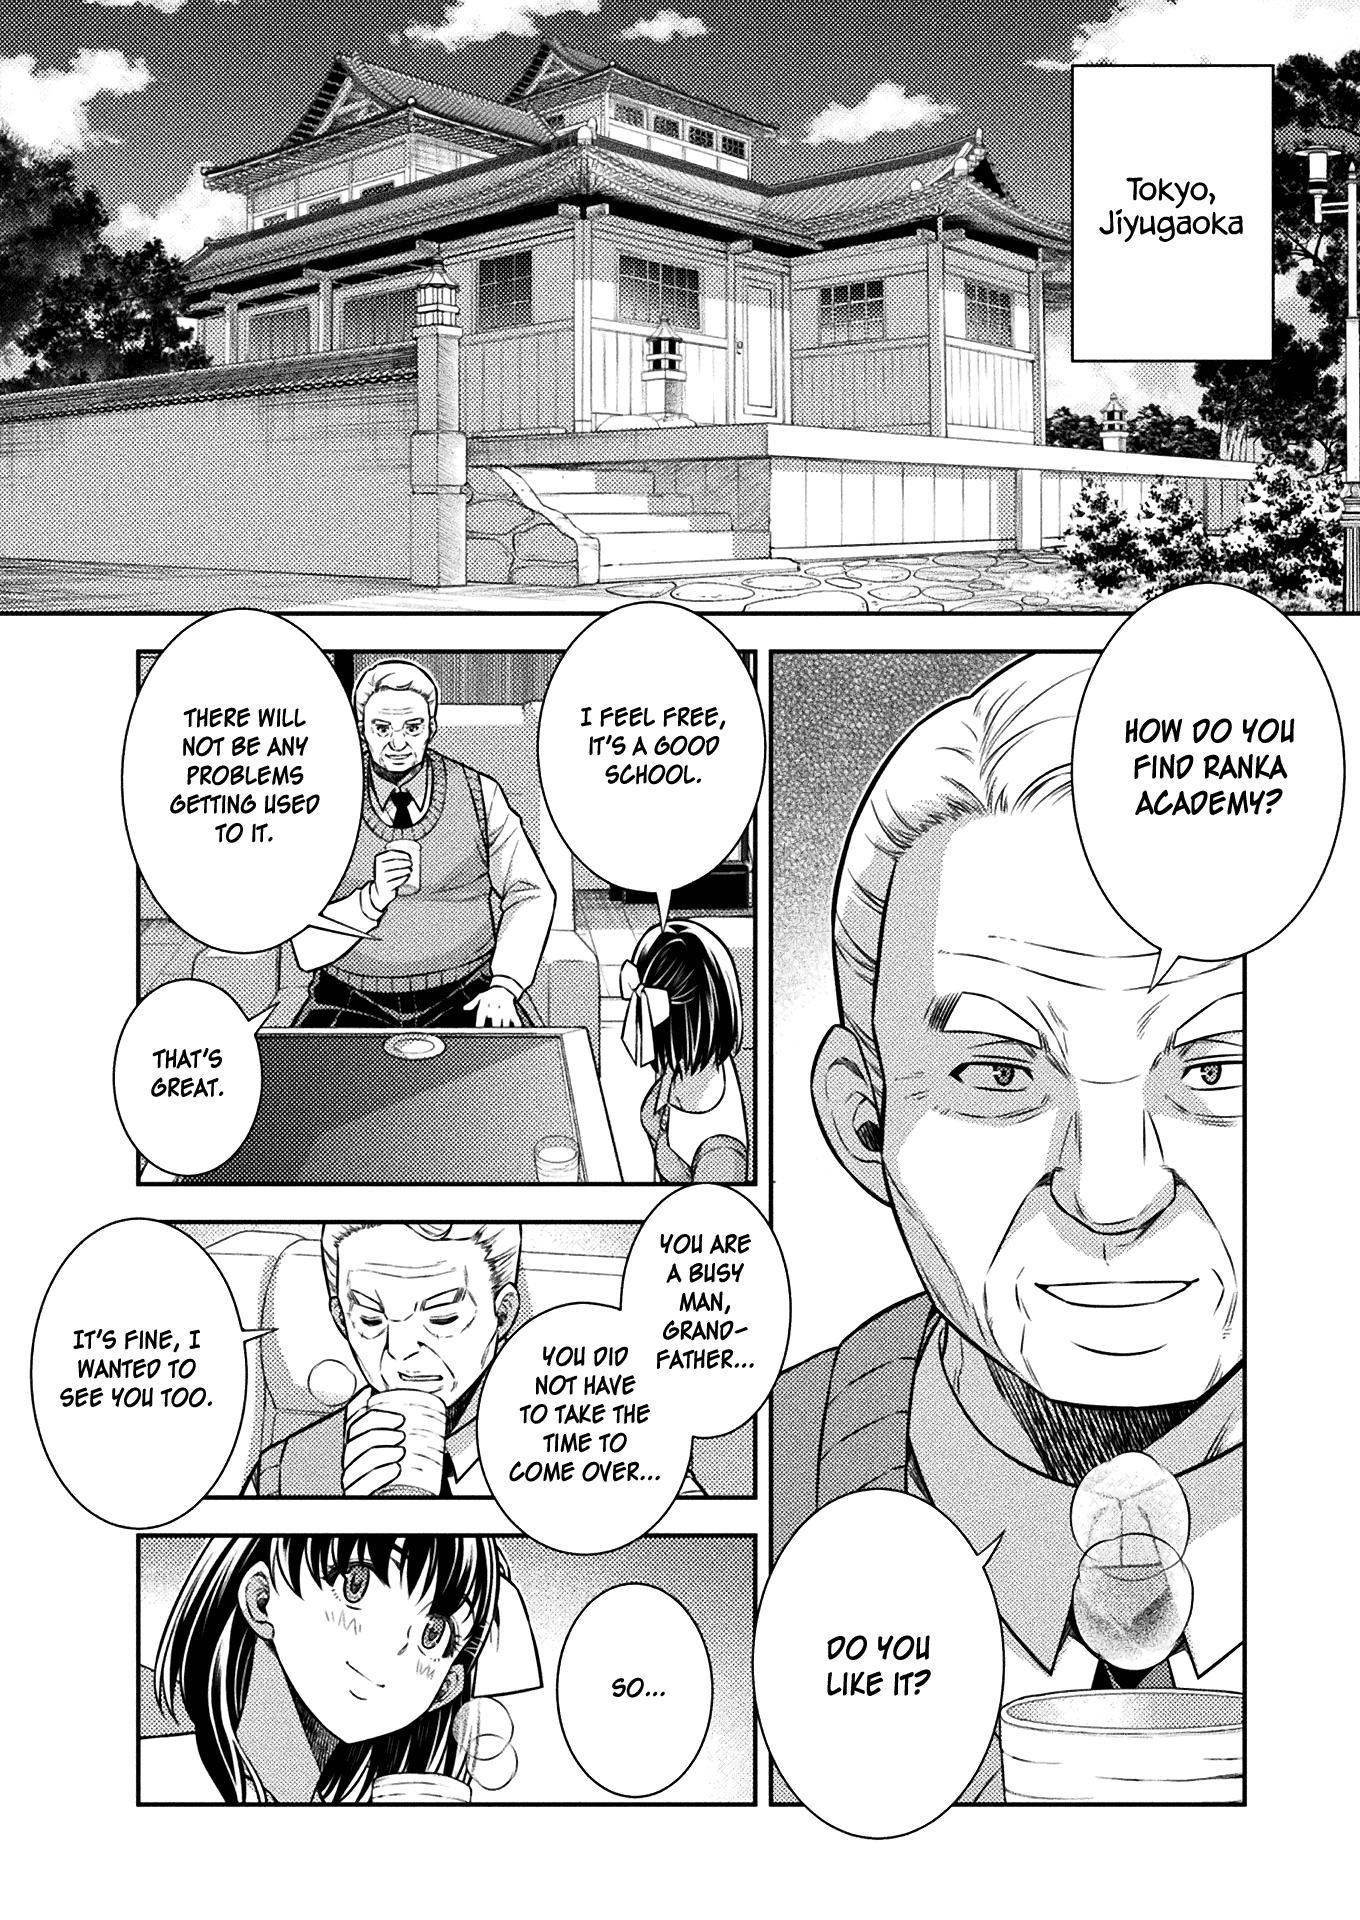 Tokyo,
Jiyugaoka
HOW DO YOU
FIND RANKA
ACADEMY?
DO YOU
LIKE IT?
I FEEL FREE,
IT'S A GOOD
SCHOOL.
THERE WILL
NOT BE ANY
PROBLEMS
GETTING USED
TO IT.
THAT'S
GREAT.
YOU ARE
A BUSY
MAN,
GRAND-
FATHER...
YOU DID
NOT HAVE
TO TAKE THE
TIME TO
COME OVER...
IT'S FINE, I
WANTED TO
SEE YOU TOO.
SO...